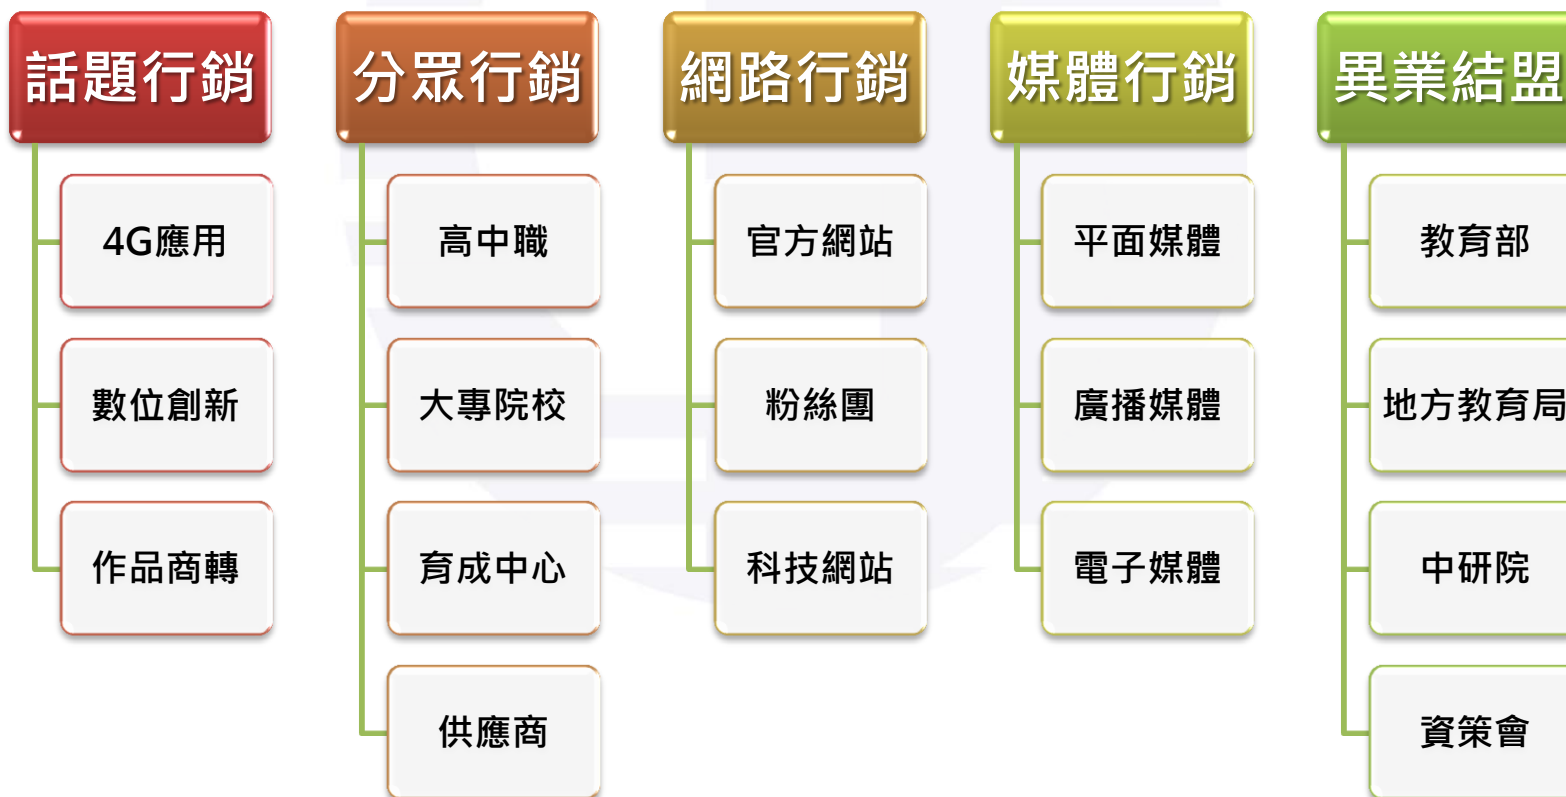 話題行銷
4G應用
數位創新
作品商轉
分眾行銷
高中職
大專院校
育成中心
供應商
網路行銷
官方網站
粉絲團
科技網站
媒體行銷
平面媒體
廣播媒體
電子媒體
異業結盟
教育部
地方教育局
中研院
資策會